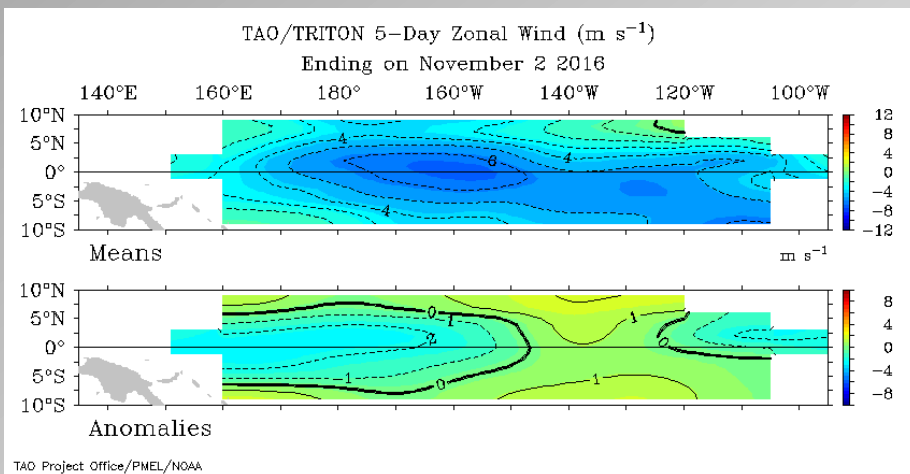 TAO/TRITON 5-Day Zonal Wind (m s⁻¹)
Ending on November 2 2016
140°E 160°E 180° 160°W 140°W 120°W 100°W
10°N
5°N
0°
5°S
10°S
4
6
4
4
12
8
4
0
-4
-8
-12
Means
m s⁻¹
10°N
5°N
0°
5°S
10°S
0
1
2
1
0
1
1
0
8
4
0
-4
-8
Anomalies
TAO Project Office/PMEL/NOAA